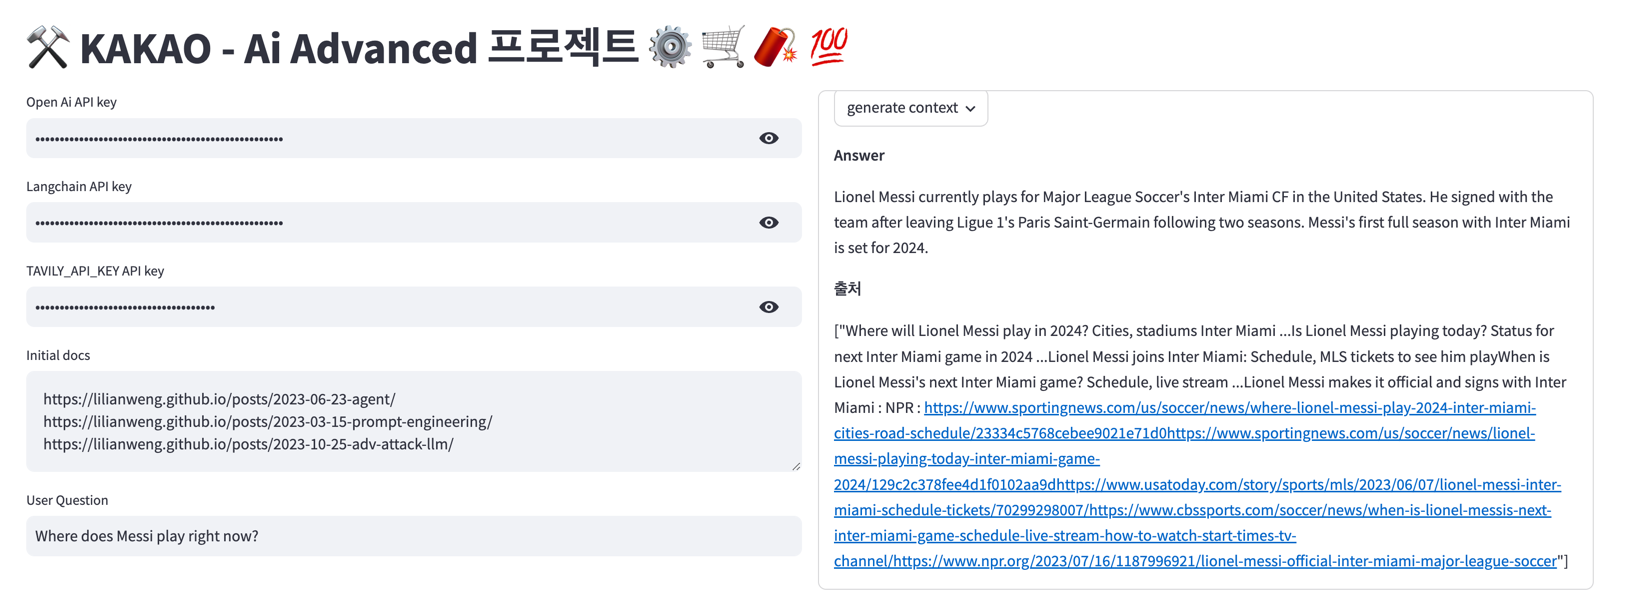 KAKAO - Ai Advanced 프로젝트 💯
Open Ai API key
••••••••••••••••••••••••••••••••••••••••••••••••••••
Langchain API key
••••••••••••••••••••••••••••••••••••••••••••••••••••
TAVILY_API_KEY API key
••••••••••••••••••••••••••••••••••••••
Initial docs
https://lilianweng.github.io/posts/2023-06-23-agent/
https://lilianweng.github.io/posts/2023-03-15-prompt-engineering/
https://lilianweng.github.io/posts/2023-10-25-adv-attack-llm/
User Question
Where does Messi play right now?
generate context
Answer
Lionel Messi currently plays for Major League Soccer's Inter Miami CF in the United States. He signed with the
team after leaving Ligue 1's Paris Saint-Germain following two seasons. Messi's first full season with Inter Miami
is set for 2024.
출처
["Where will Lionel Messi play in 2024? Cities, stadiums Inter Miami ...Is Lionel Messi playing today? Status for
next Inter Miami game in 2024 ...Lionel Messi joins Inter Miami: Schedule, MLS tickets to see him playWhen is
Lionel Messi's next Inter Miami game? Schedule, live stream ...Lionel Messi makes it official and signs with Inter
Miami : NPR : https://www.sportingnews.com/us/soccer/news/where-lionel-messi-play-2024-inter-miami-
cities-road-schedule/23334c5768cebee9021e71d0https://www.sportingnews.com/us/soccer/news/lionel-
messi-playing-today-inter-miami-game-
2024/129c2c378fee4d1f0102aa9dhttps://www.usatoday.com/story/sports/mls/2023/06/07/lionel-messi-inter-
miami-schedule-tickets/70299298007/https://www.cbssports.com/soccer/news/when-is-lionel-messis-next-
inter-miami-game-schedule-live-stream-how-to-watch-start-times-tv-
channel/https://www.npr.org/2023/07/16/1187996921/lionel-messi-official-inter-miami-major-league-soccer"]